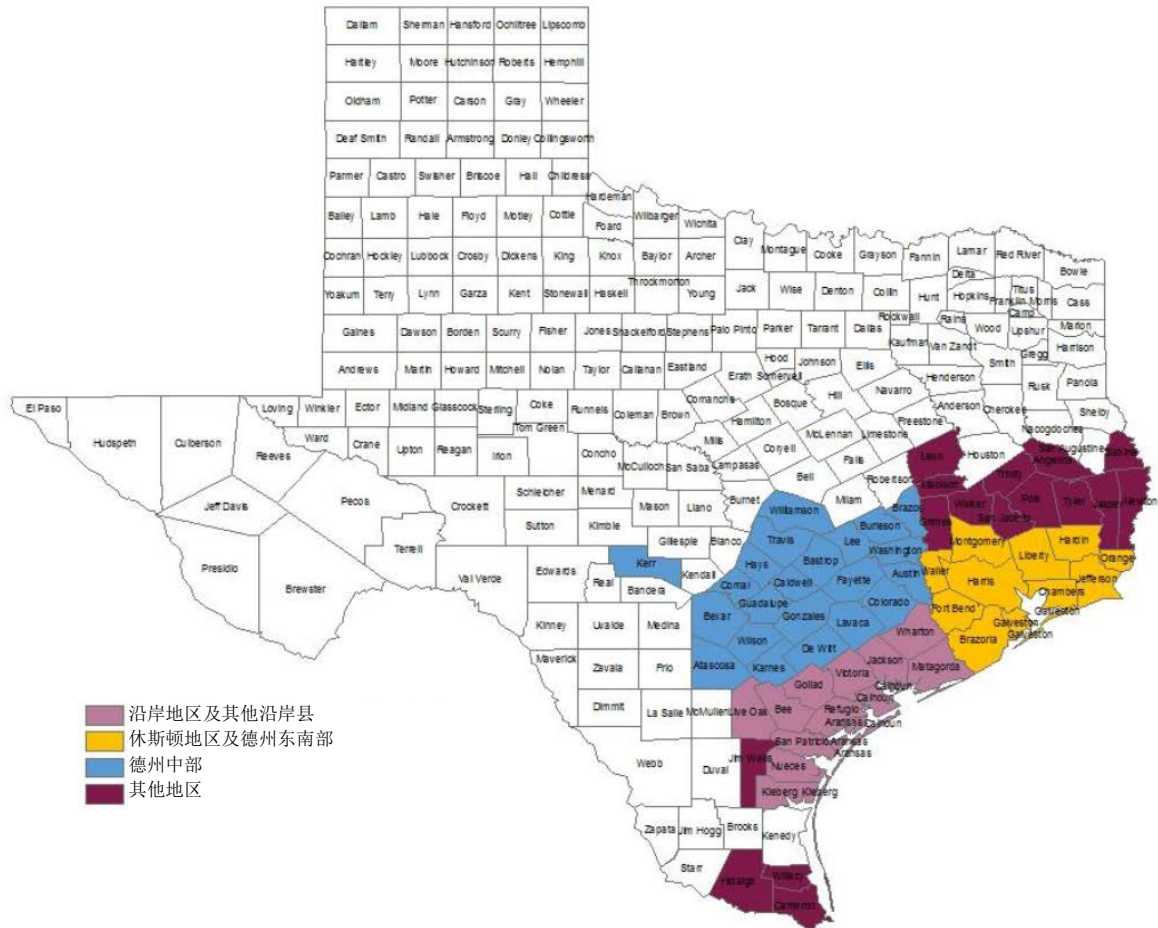 Dallam Sherman Hansford Ochiltree Lipscomb
Hartley Moore Hutchinson Roberts Hemphill
Oldham Potter Carson Gray Wheeler
Deaf Smith Randall Armstrong Donley Collingsworth
Parmer Castro Swisher Briscoe Hall Childress
Hardeman
Bailey Lamb Hale Floyd Motley Cottle Foard Wilbarger Wichita
Clay Montague Cooke Grayson Fannin Lamar Red River Bowie
Cochran Hockley Lubbock Crosby Dickens King Knox Baylor Archer
Delta Titus
Yoakum Terry Lynn Garza Kent Stonewall Haskell Throckmorton Young Jack Wise Denton Collin Hunt Hopkins Franklin Morris Cass
Rockwall Rains Camp
Gaines Dawson Borden Scurry Fisher Jones Shackelford Stephens Palo Pinto Parker Tarrant Dallas Kaufman Van Zandt Wood Upshur Marion
Gregg Harrison
Andrews Martin Howard Mitchell Nolan Taylor Callahan Eastland Erath Hood Somervell Johnson Ellis Henderson Smith Rusk Panola
El Paso Hudspeth Culberson Loving Winkler Ector Midland Glasscock Sterling Coke Runnels Coleman Brown Comanche Bosque Hill Navarro Anderson Cherokee Shelby
Nacogdoches
Reeves Ward Crane Upton Reagan Irion Tom Green Concho Mills Hamilton McLennan Limestone Freestone
Leon Houston San Augustine Sabine
Angelina
McCulloch San Saba Lampasas Coryell Falls
Jeff Davis Pecos Crockett Schleicher Menard Bell Robertson Madison Trinity
Mason Llano Burnet Milam Brazos Walker Polk Tyler Jasper Newton
Presidio Brewster Terrell Sutton Kimble Williamson Burleson Grimes San Jacinto
Gillespie Blanco Travis Lee Montgomery Hardin
Val Verde Edwards Kerr Kendall Hays Bastrop Washington Liberty Orange
Real Bandera Comal Caldwell Fayette Austin Waller Harris Jefferson
Chambers
Kinney Uvalde Medina Bexar Guadalupe Gonzales Colorado Fort Bend Galveston
Galveston
Galveston
Wilson Lavaca Wharton Brazoria
Maverick Zavala Frio Atascosa Karnes De Witt Jackson Matagorda
Goliad Victoria Calhoun
Dimmit La Salle McMullen Live Oak Bee Refugio Calhoun
Aransas Calhoun
沿岸地区及其他沿岸县
San Patricio Aransas
Aransas
休斯顿地区及德州东南部
Webb Duval Jim Wells Nueces
德州中部
Kleberg Kleberg
其他地区
Zapata Jim Hogg Brooks Kenedy
Starr Hidalgo Willacy
Cameron